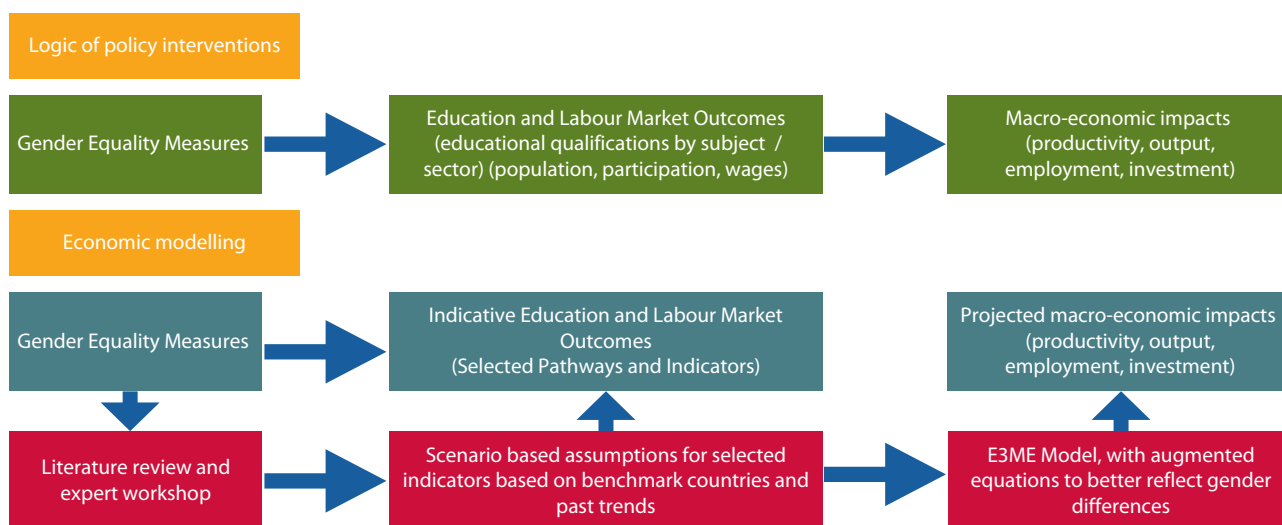 Logic of policy interventions
Gender Equality Measures
Education and Labour Market Outcomes
(educational qualifications by subject /
sector) (population, participation, wages)
Macro-economic impacts
(productivity, output,
employment, investment)
Economic modelling
Gender Equality Measures
Indicative Education and Labour Market
Outcomes
(Selected Pathways and Indicators)
Projected macro-economic impacts
(productivity, output,
employment, investment)
Literature review and
expert workshop
Scenario based assumptions for selected
indicators based on benchmark countries and
past trends
E3ME Model, with augmented
equations to better reflect gender
differences